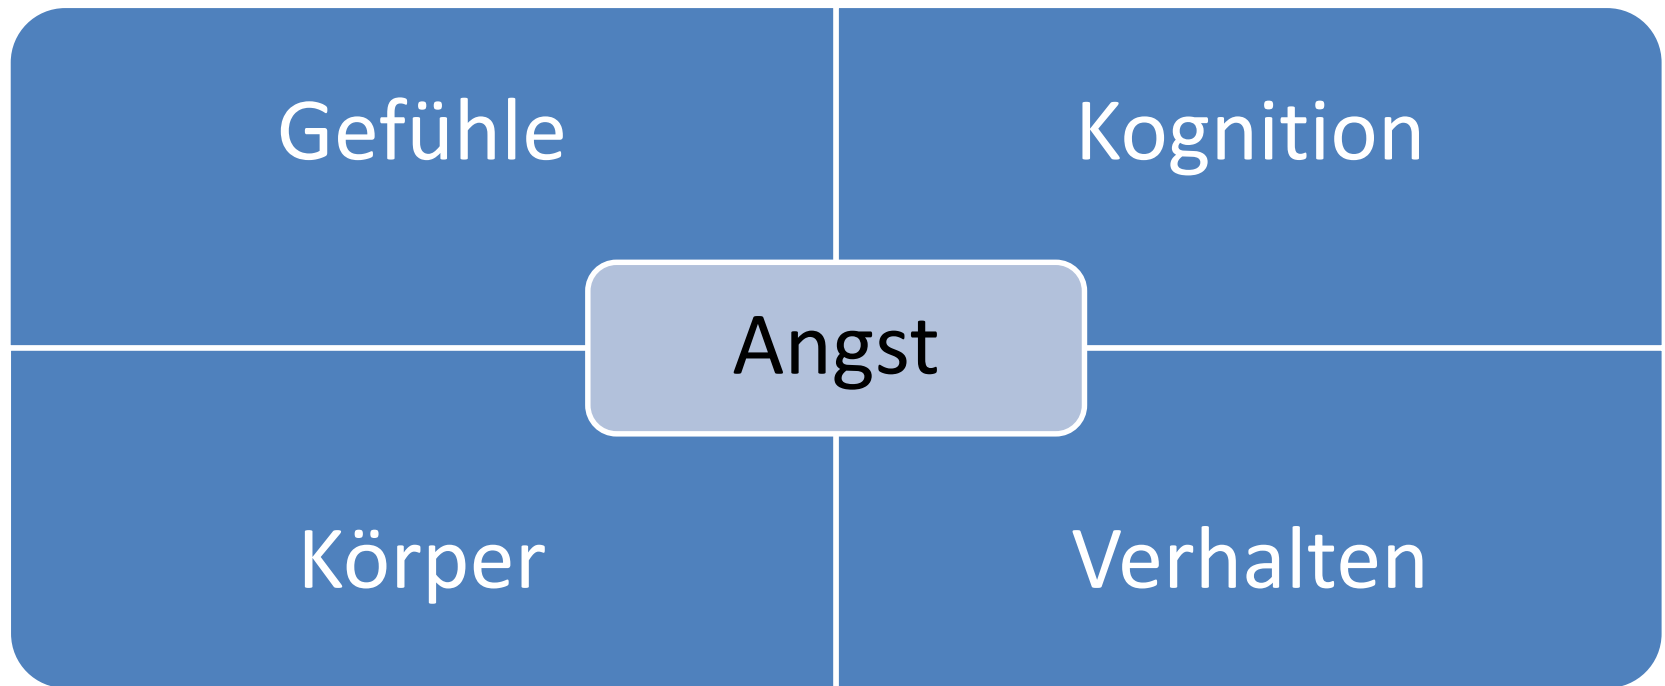 Gefühle
Kognition
Angst
Körper
Verhalten